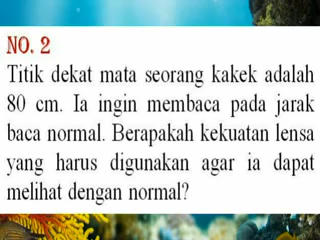 NO. 2
Titik dekat mata seorang kakek adalah
80 cm. Ia ingin membaca pada jarak
baca normal. Berapakah kekuatan lensa
yang harus digunakan agar ia dapat
melihat dengan normal?